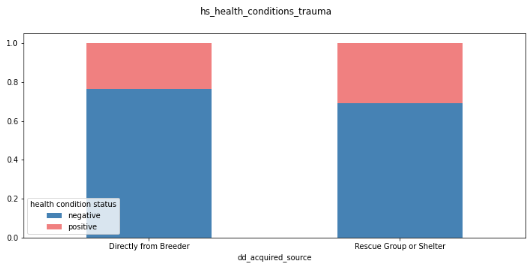 hs_health_conditions_trauma
1.0
0.8
0.6
0.4
0.2
0.0
health condition status
negative
positive
Directly from Breeder Rescue Group or Shelter
dd_acquired_source